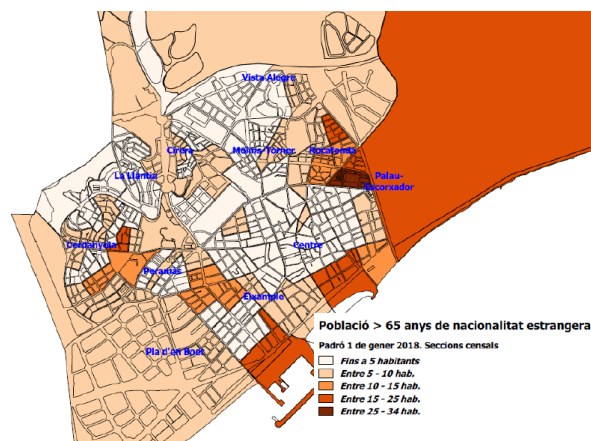 Vista Alegre
Cirera
Molins-Torner
Rocafonda
La Llàntia
Palau-
Escorxador
Cerdanyola
Centre
Peramàs
Eixample
Pla d'en Boet
Població > 65 anys de nacionalitat estrangera
Padró 1 de gener 2018. Seccions censals
Fins a 5 habitants
Entre 5 - 10 hab.
Entre 10 - 15 hab.
Entre 15 - 25 hab.
Entre 25 - 34 hab.